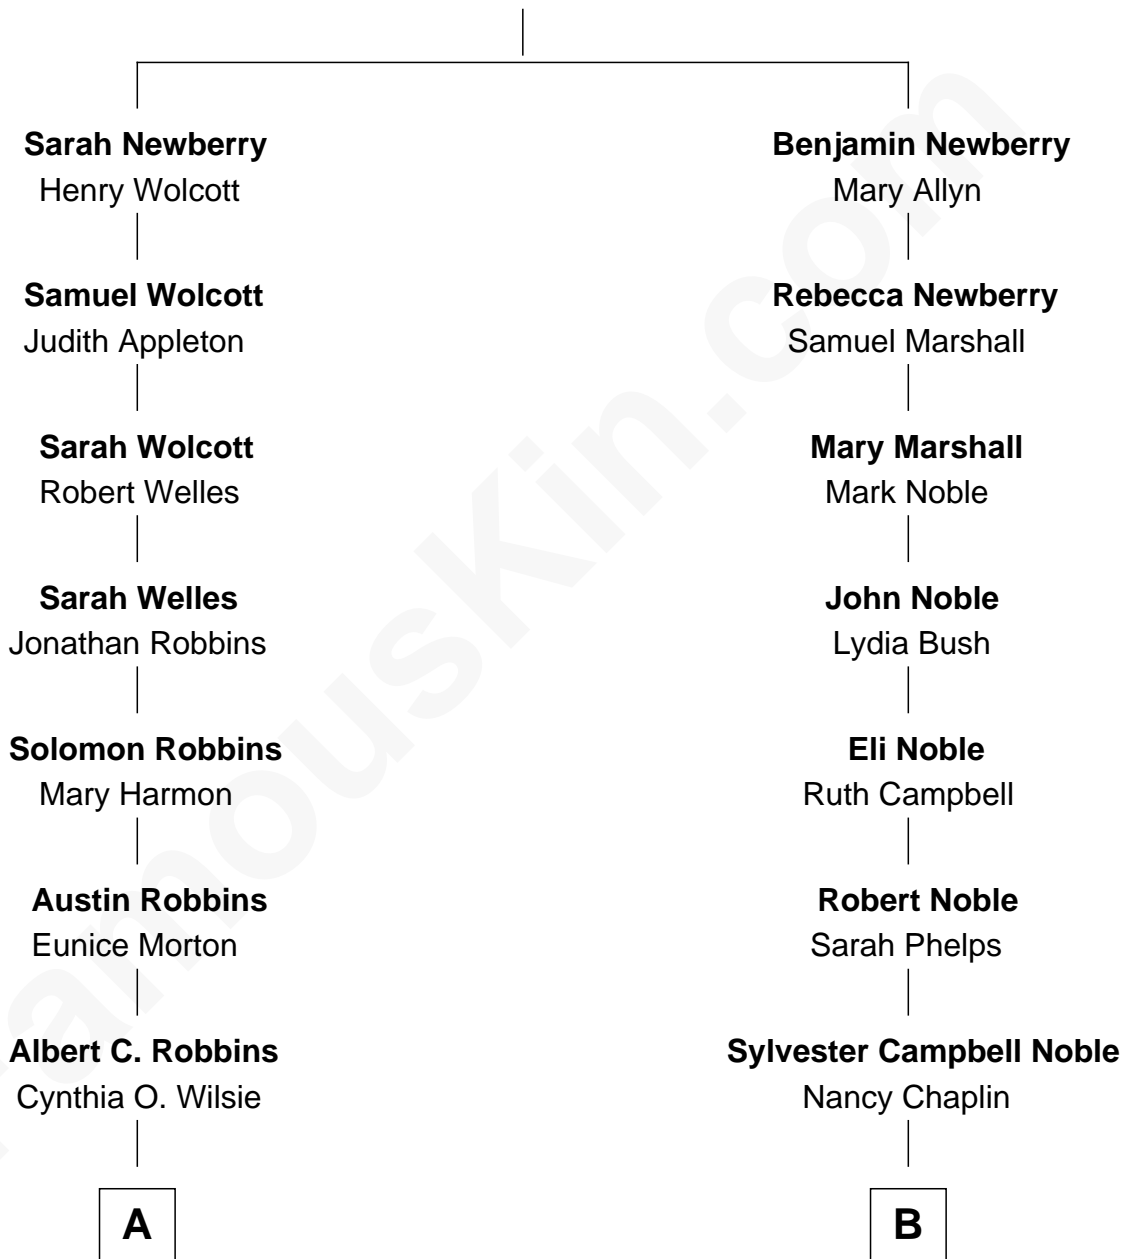 Sarah Newberry
Henry Wolcott
Benjamin Newberry
Mary Allyn
Samuel Wolcott
Judith Appleton
Rebecca Newberry
Samuel Marshall
Sarah Wolcott
Robert Welles
Mary Marshall
Mark Noble
Sarah Welles
Jonathan Robbins
John Noble
Lydia Bush
Solomon Robbins
Mary Harmon
Eli Noble
Ruth Campbell
Austin Robbins
Eunice Morton
Robert Noble
Sarah Phelps
Albert C. Robbins
Cynthia O. Wilsie
Sylvester Campbell Noble
Nancy Chaplin
A
B
FamousKin.com